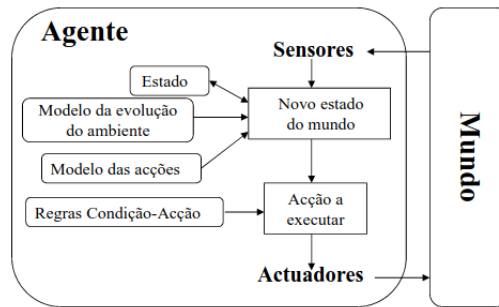 Agente
Sensores
Estado
Modelo da evolução
do ambiente
Novo estado
do mundo
Modelo das acções
Regras Condição-Acção
Acção a
executar
Actuadores
Mundo